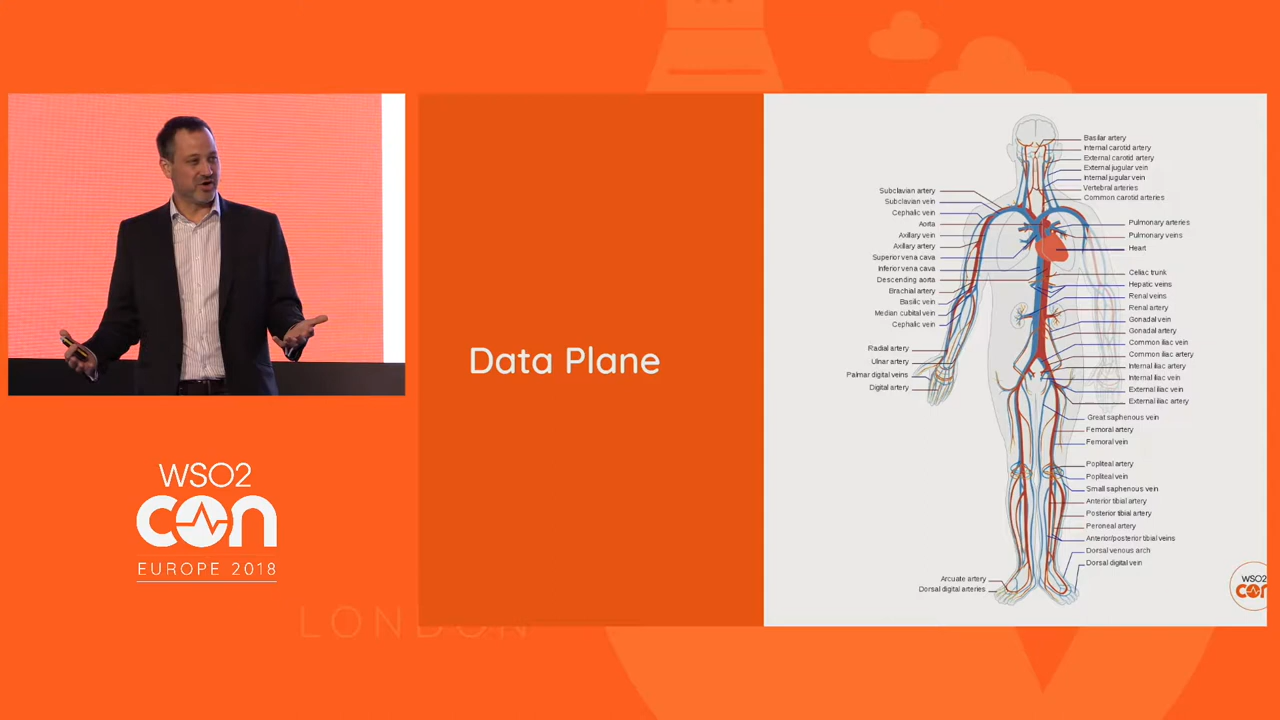 WSO2
con
EUROPE 2018
LONDON
Data Plane
Basilar artery
Internal carotid artery
External carotid artery
External jugular vein
Internal jugular vein
Vertebral arteries
Common carotid arteries
Subclavian artery
Subclavian vein
Cephalic vein
Aorta
Axillary vein
Axillary artery
Superior vena cava
Inferior vena cava
Descending aorta
Brachial artery
Basilic vein
Median cubital vein
Cephalic vein
Radial artery
Ulnar artery
Palmar digital veins
Digital artery
Pulmonary arteries
Pulmonary veins
Heart
Celiac trunk
Hepatic veins
Renal veins
Renal artery
Gonadal vein
Gonadal artery
Common iliac vein
Common iliac artery
Internal iliac artery
Internal iliac vein
External iliac vein
External iliac artery
Great saphenous vein
Femoral artery
Femoral vein
Popliteal artery
Popliteal vein
Small saphenous vein
Anterior tibial artery
Posterior tibial artery
Peroneal artery
Anterior/posterior tibial veins
Dorsal venous arch
Dorsal digital vein
Arcuate artery
Dorsal digital arteries
WSO2
con